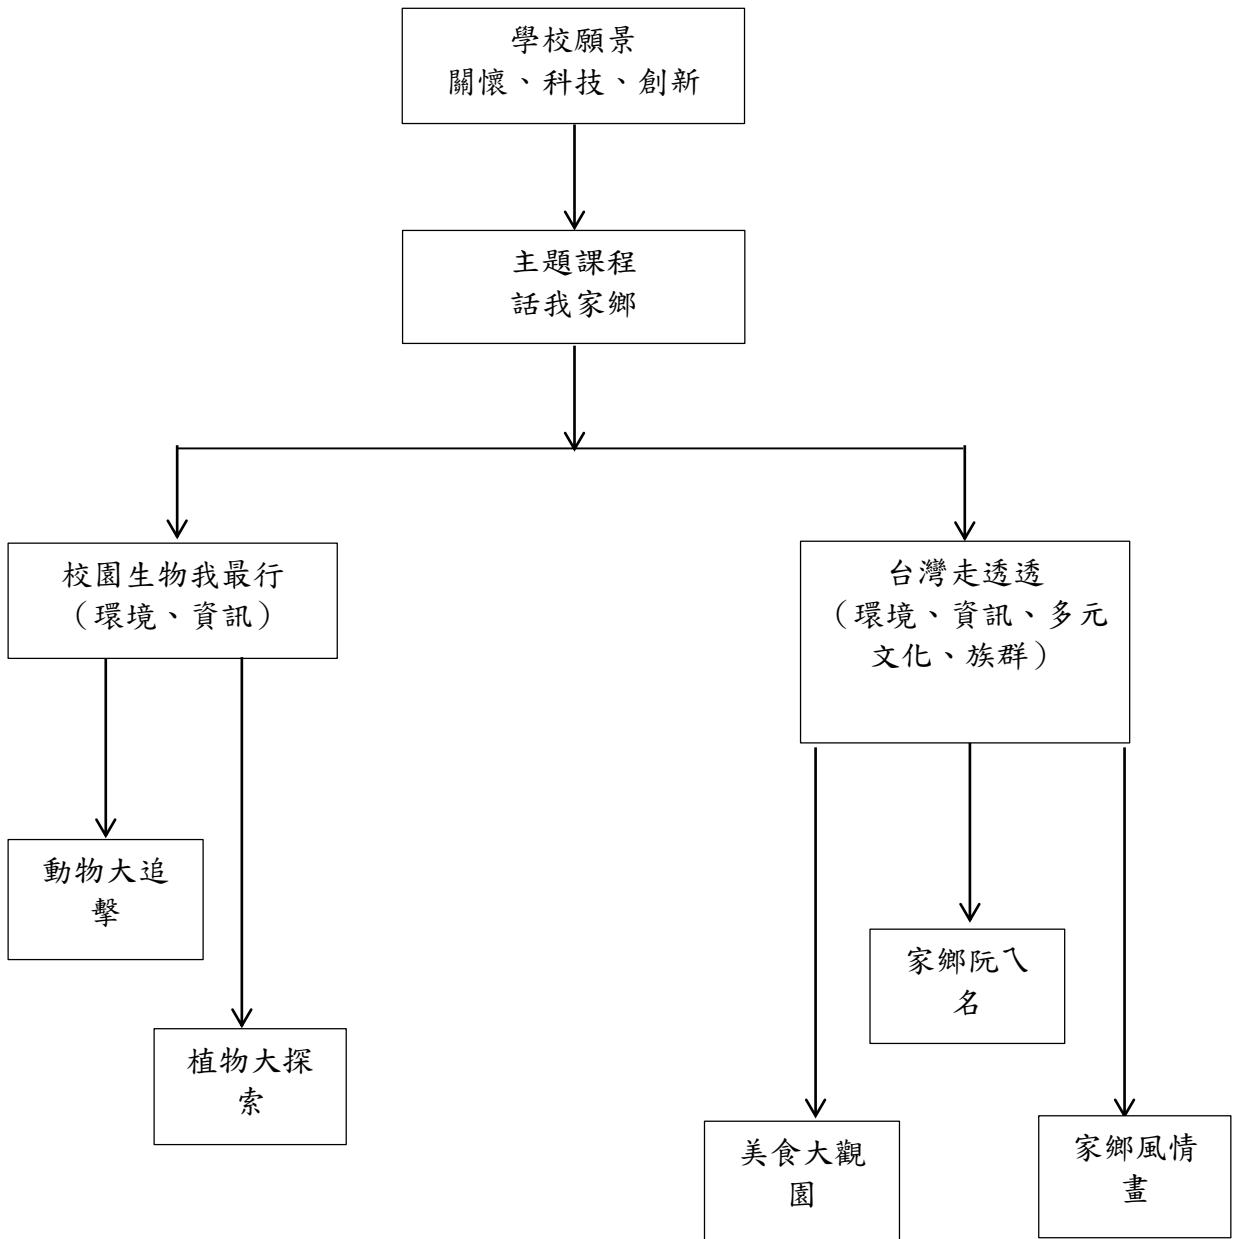 學校願景
關懷、科技、創新
主題課程
話我家鄉
校園生物我最行
（環境、資訊）
台灣走透透
（環境、資訊、多元
文化、族群）
動物大追
擊
家鄉阮ㄟ
名
植物大探
索
美食大觀
園
家鄉風情
畫